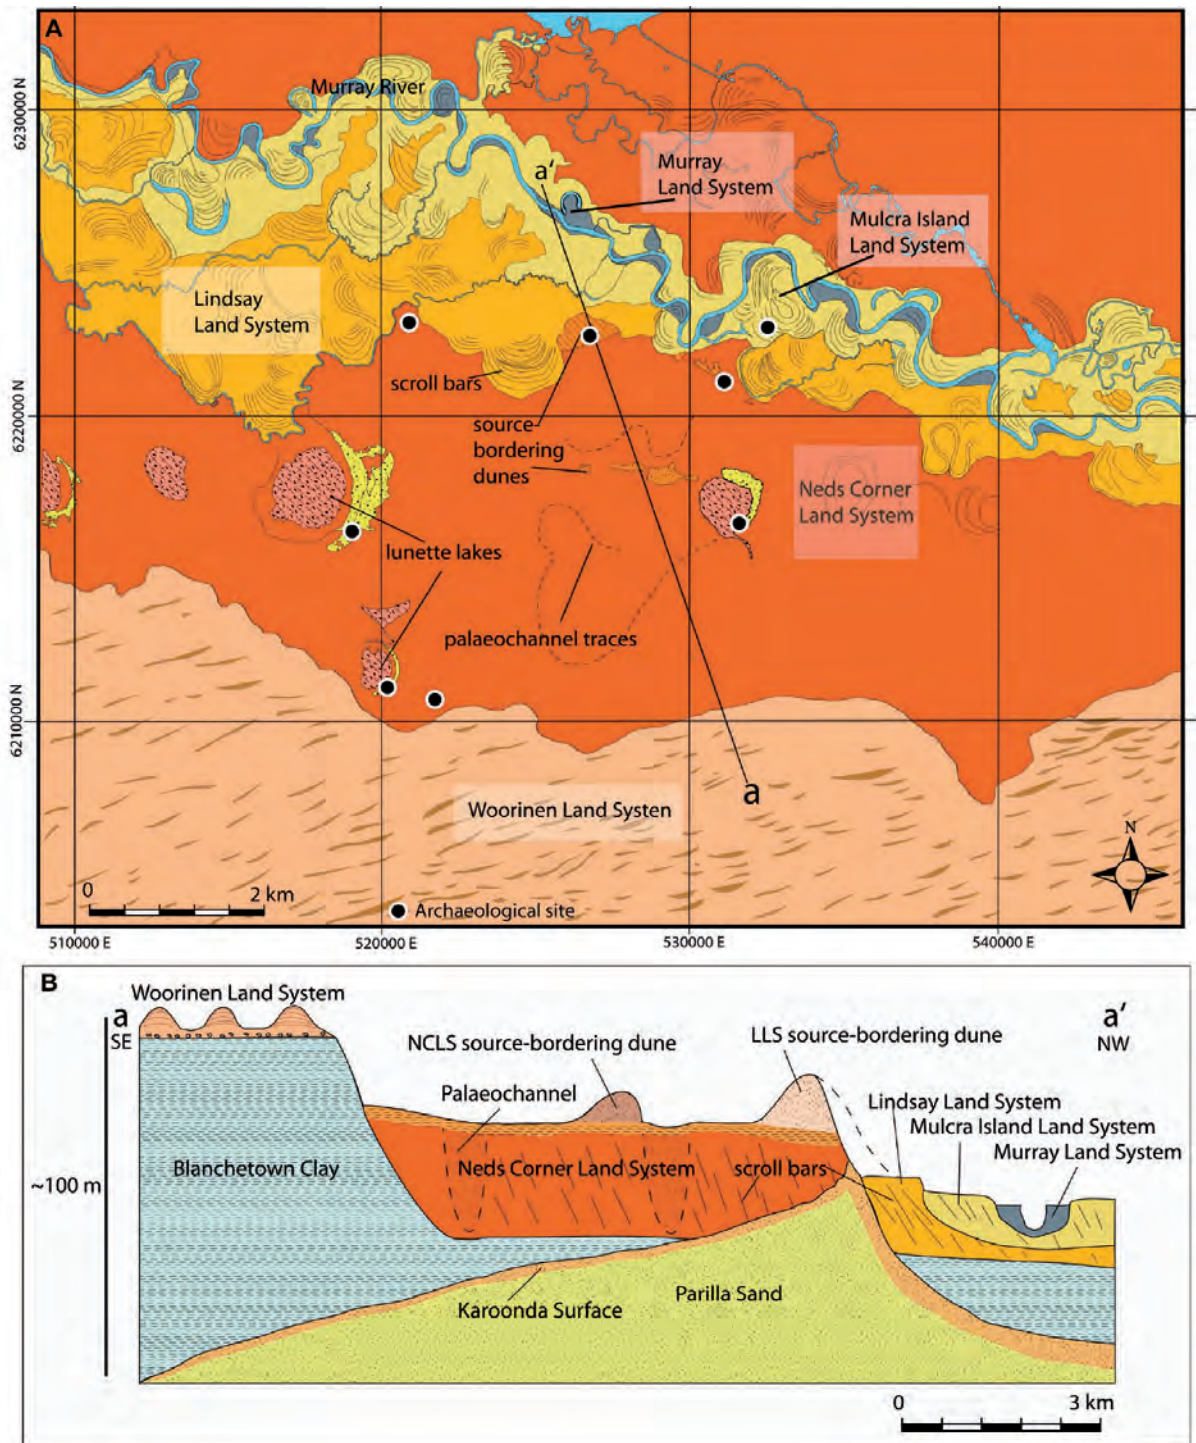 A
6230000 N
Murray River
a'
Murray
Land System
Mulcra Island
Land System
Lindsay
Land System
scroll bars
6220000 N
source-
bordering
dunes
Neds Corner
Land System
lunette lakes
palaeochannel traces
6210000 N
a
Woorinen Land Systen
N
0 2 km
Archaeological site
510000 E 520000 E 530000 E 540000 E
B
Woorinen Land System
a
SE
a'
NW
NCLS source-bordering dune
LLS source-bordering dune
Palaeochannel
Lindsay Land System
Mulcra Island Land System
Murray Land System
Blanchetown Clay
Neds Corner Land System
scroll bars
~100 m
Parilla Sand
Karoonda Surface
0 3 km